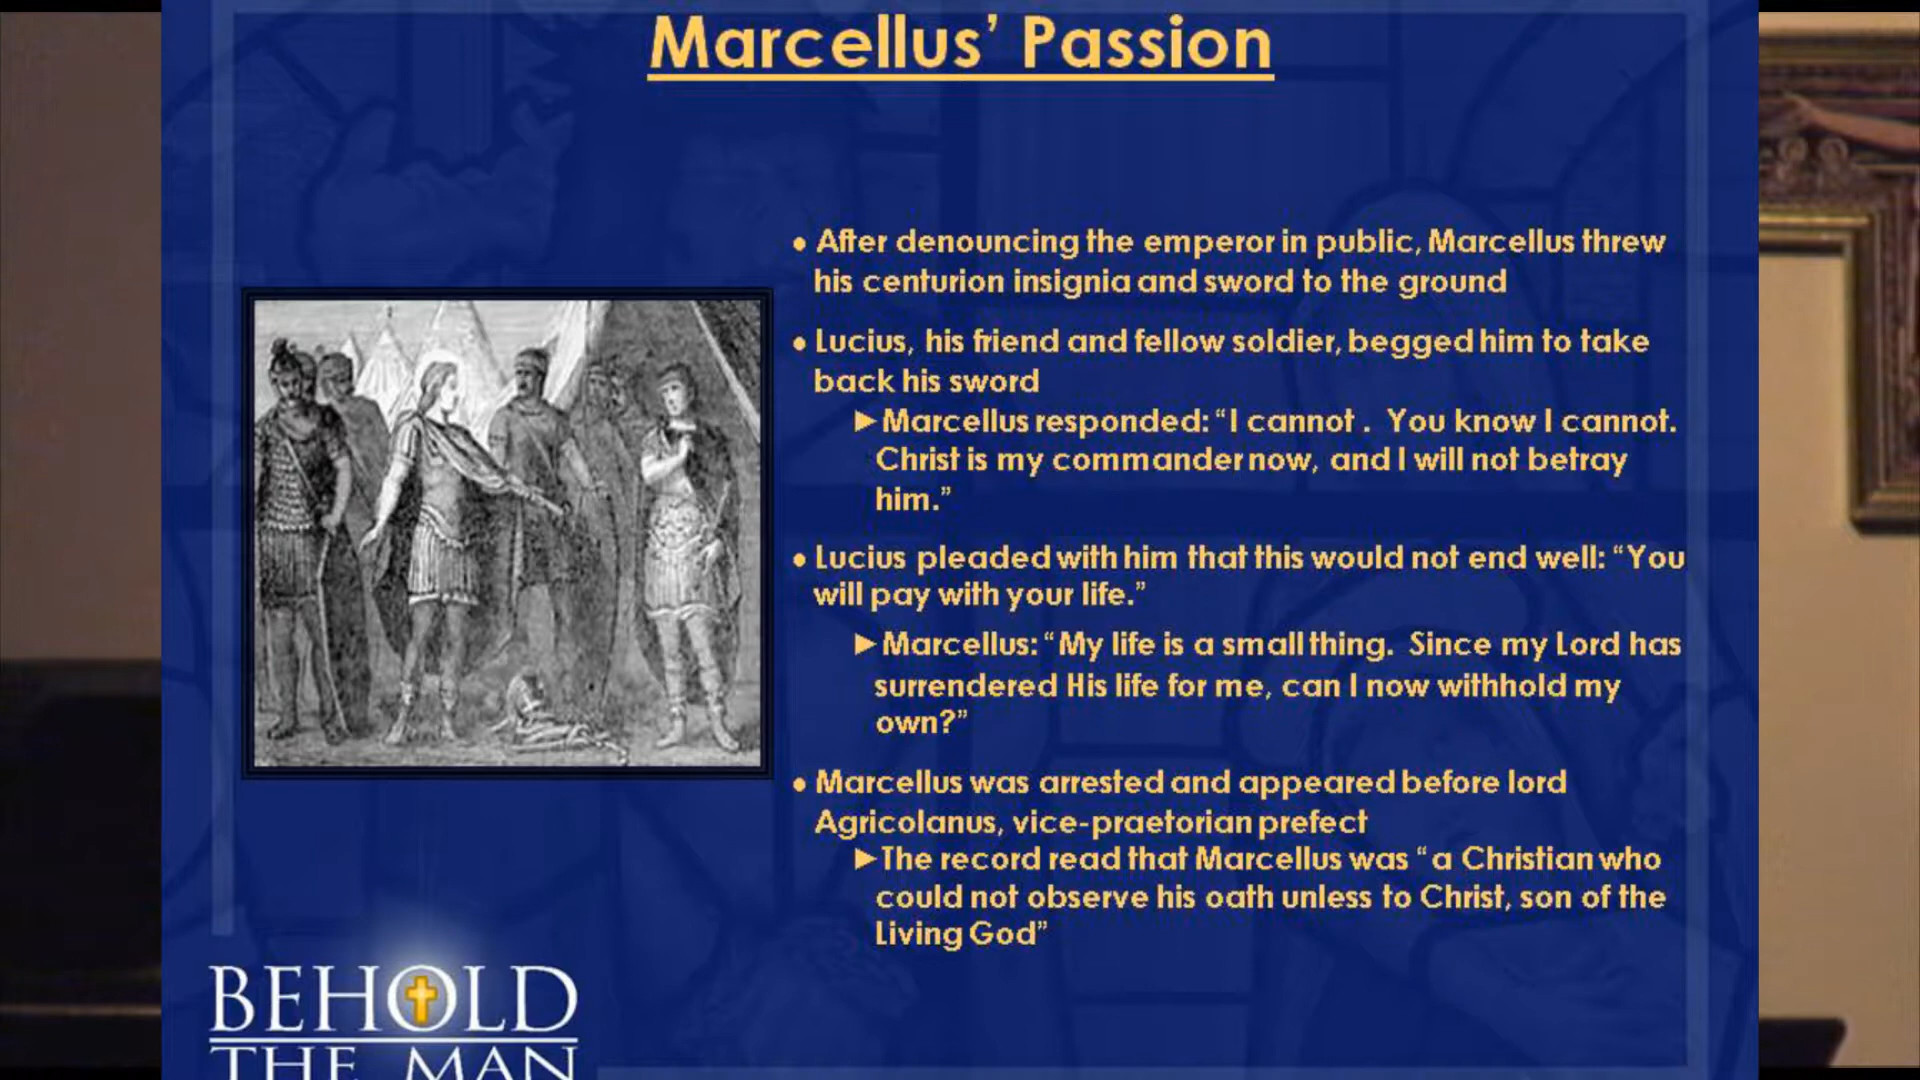 Marcellus’ Passion
• After denouncing the emperor in public, Marcellus threw
his centurion insignia and sword to the ground
• Lucius, his friend and fellow soldier, begged him to take
back his sword
►Marcellus responded: “I cannot . You know I cannot.
Christ is my commander now, and I will not betray
him.”
• Lucius pleaded with him that this would not end well: “You
will pay with your life.”
►Marcellus: “My life is a small thing. Since my Lord has
surrendered His life for me, can I now withhold my
own?”
• Marcellus was arrested and appeared before lord
Agricolanus, vice-praetorian prefect
►The record read that Marcellus was “a Christian who
could not observe his oath unless to Christ, son of the
Living God”
BEHOLD
THE MAN